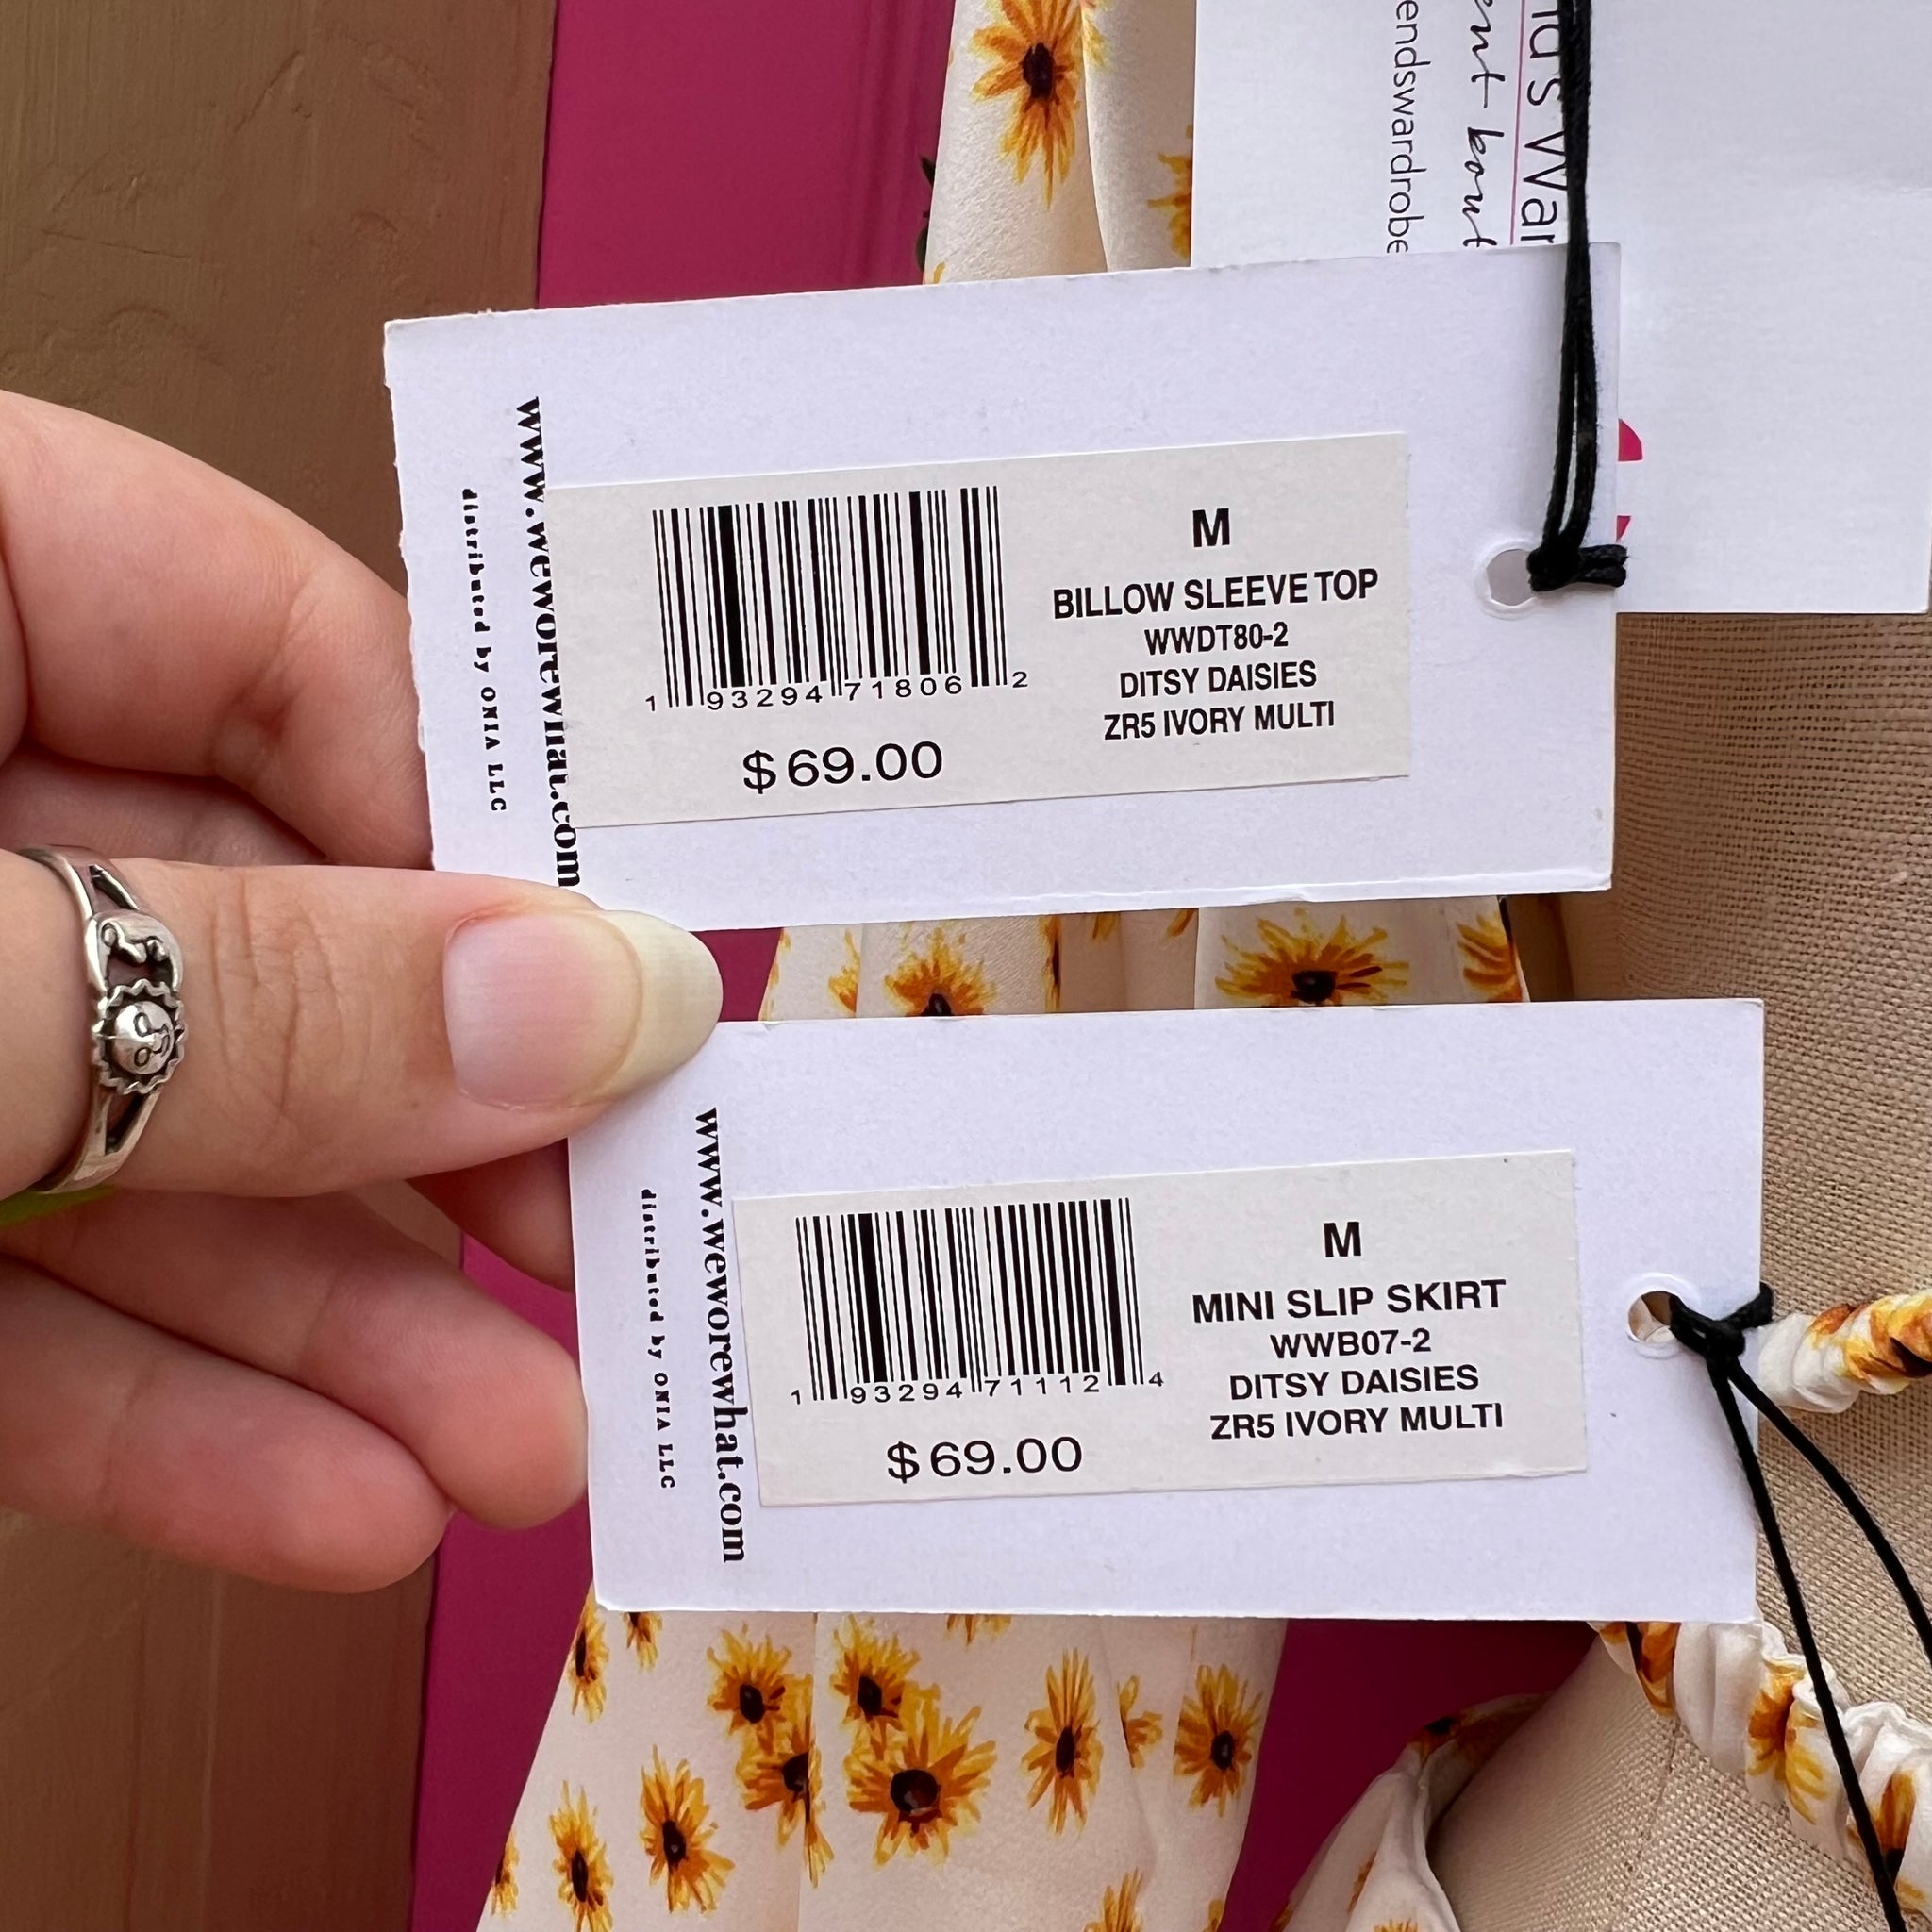 endswardrobe
www.weworewhat.com
distributed by ONIA LLC
M
BILLOW SLEEVE TOP
WWDT80-2
DITSY DAISIES
ZR5 IVORY MULTI
1 93294 71806 2
$69.00
www.weworewhat.com
distributed by ONIA LLC
M
MINI SLIP SKIRT
WWB07-2
DITSY DAISIES
ZR5 IVORY MULTI
1 93294 71112 4
$69.00